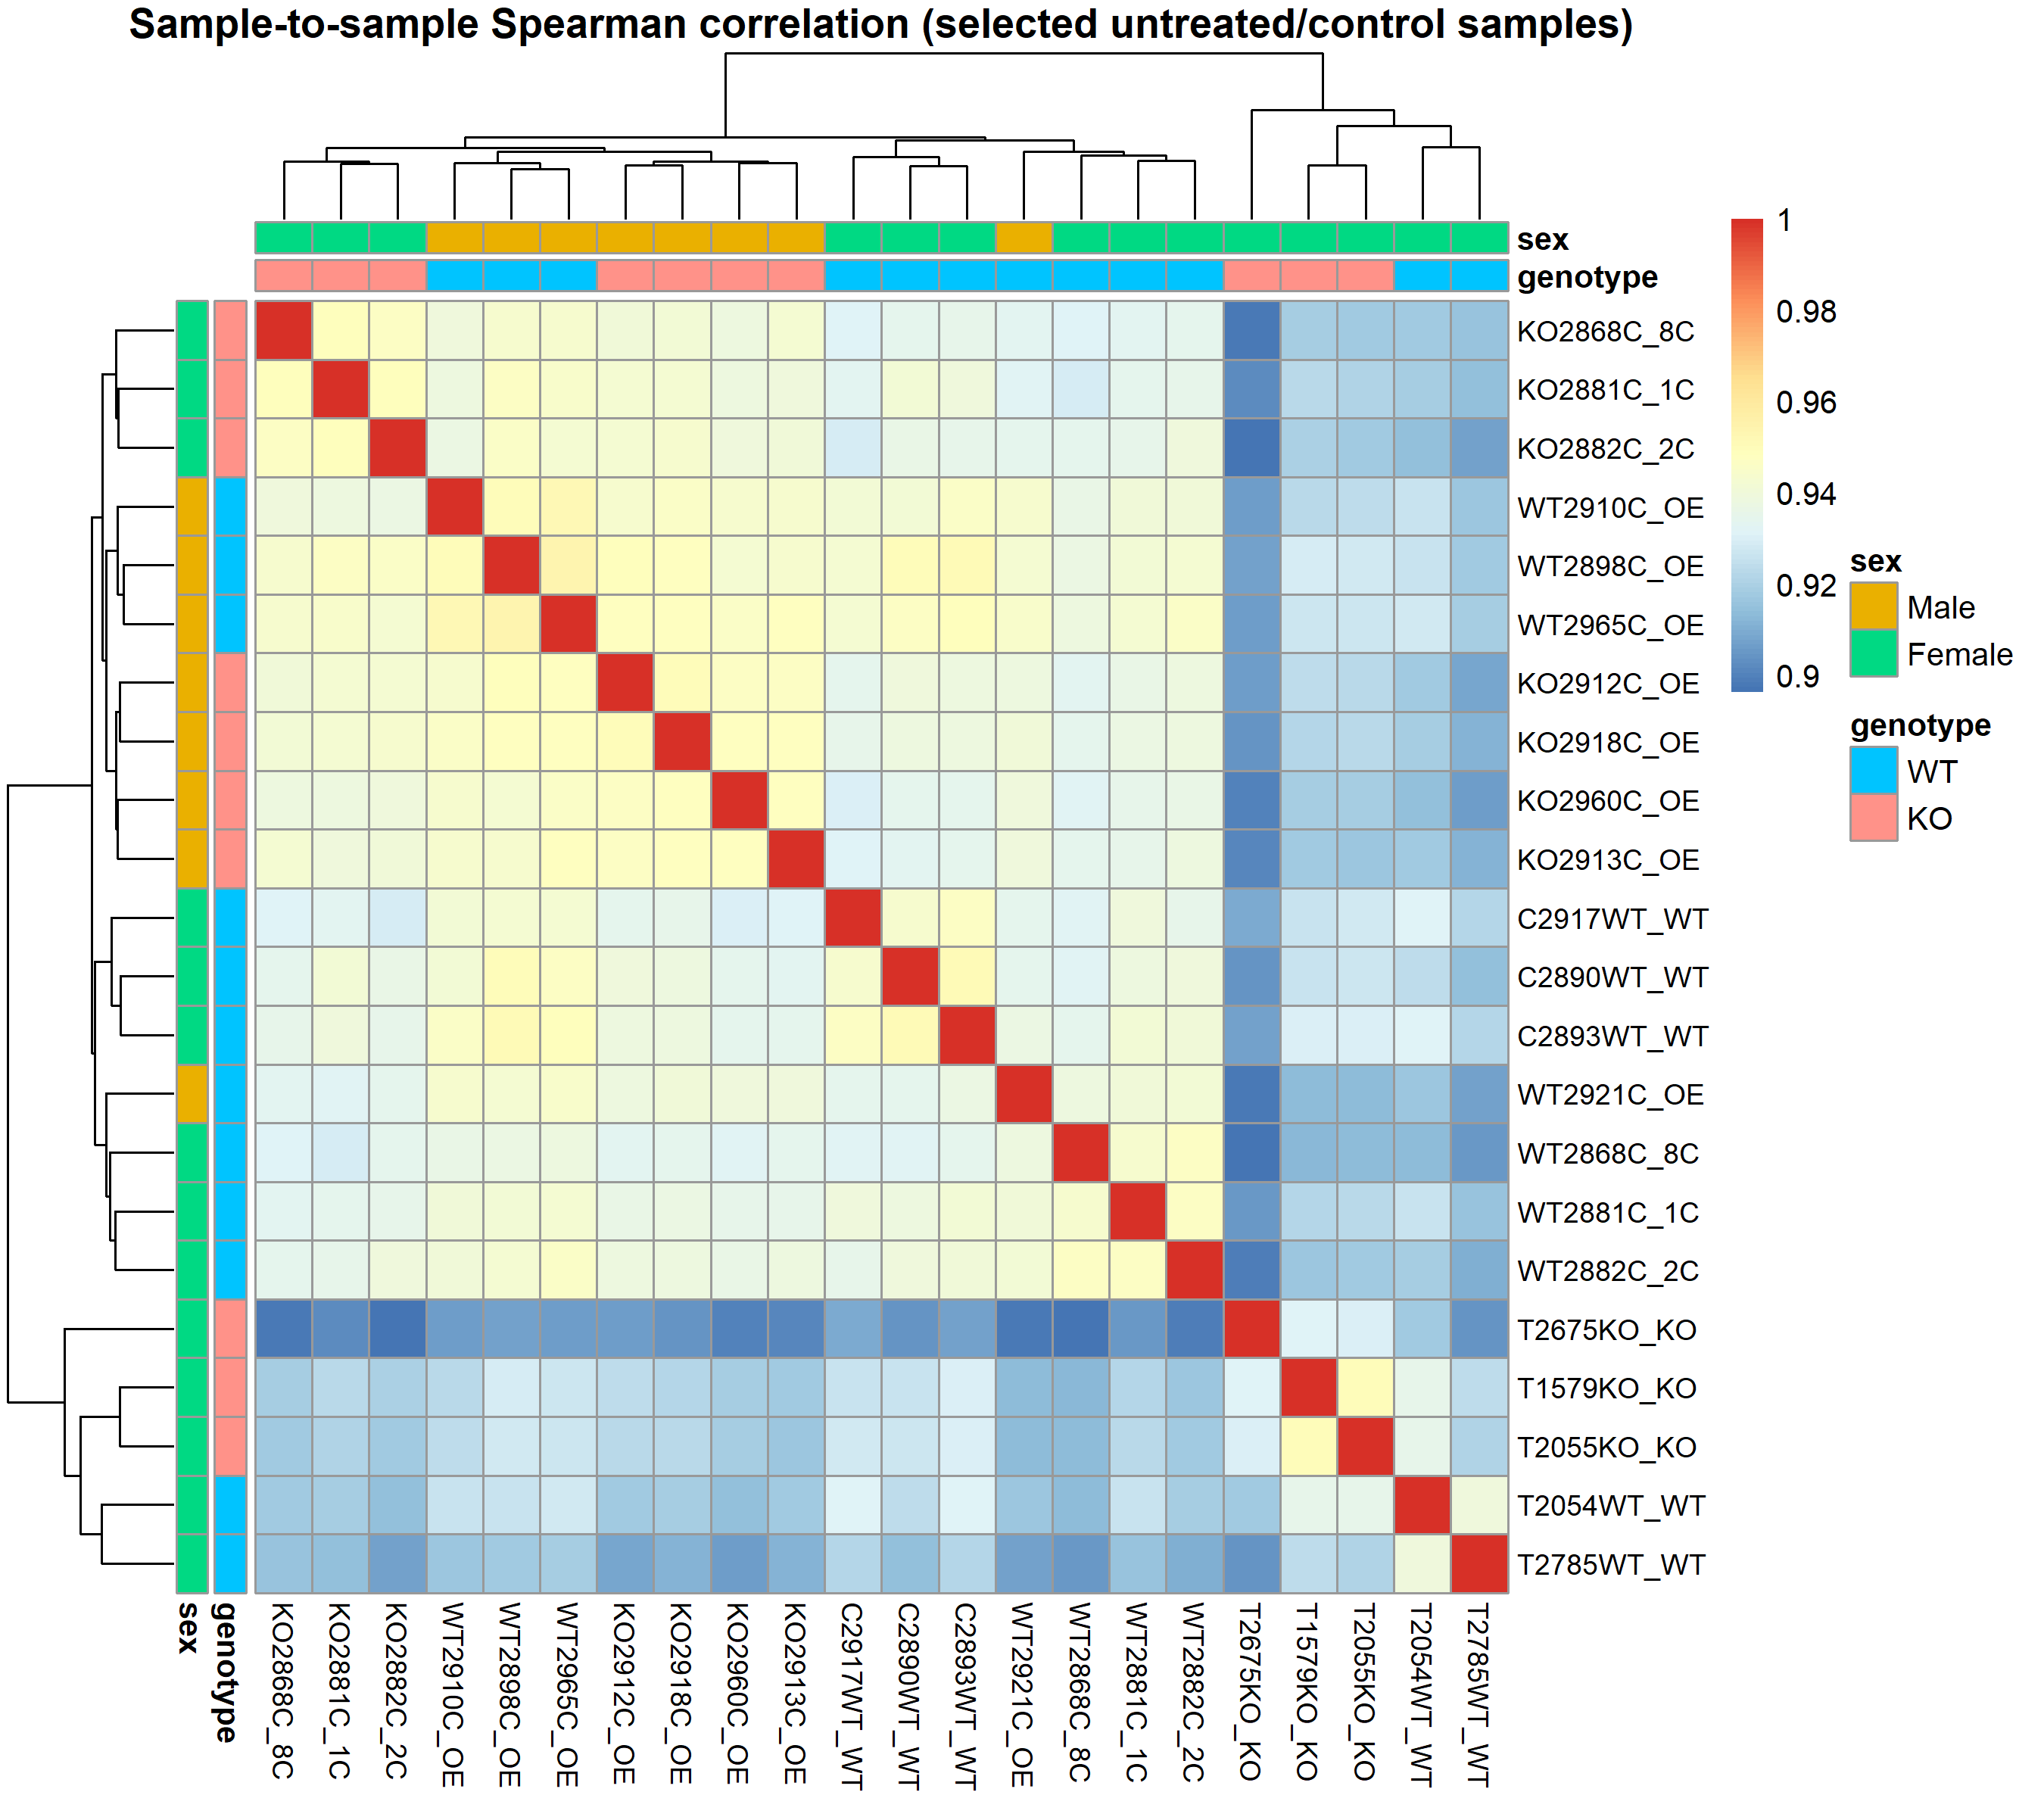 Sample-to-sample Spearman correlation (selected untreated/control samples)
sex
genotype
KO2868C_8C
KO2881C_1C
KO2882C_2C
WT2910C_OE
WT2898C_OE
WT2965C_OE
KO2912C_OE
KO2918C_OE
KO2960C_OE
KO2913C_OE
C2917WT_WT
C2890WT_WT
C2893WT_WT
WT2921C_OE
WT2868C_8C
WT2881C_1C
WT2882C_2C
T2675KO_KO
T1579KO_KO
T2055KO_KO
T2054WT_WT
T2785WT_WT
1
0.98
0.96
0.94
0.92
0.9
sex
Male
Female
genotype
WT
KO
sex
genotype
KO2868C_8C
KO2881C_1C
KO2882C_2C
WT2910C_OE
WT2898C_OE
WT2965C_OE
KO2912C_OE
KO2918C_OE
KO2960C_OE
KO2913C_OE
C2917WT_WT
C2890WT_WT
C2893WT_WT
WT2921C_OE
WT2868C_8C
WT2881C_1C
WT2882C_2C
T2675KO_KO
T1579KO_KO
T2055KO_KO
T2054WT_WT
T2785WT_WT